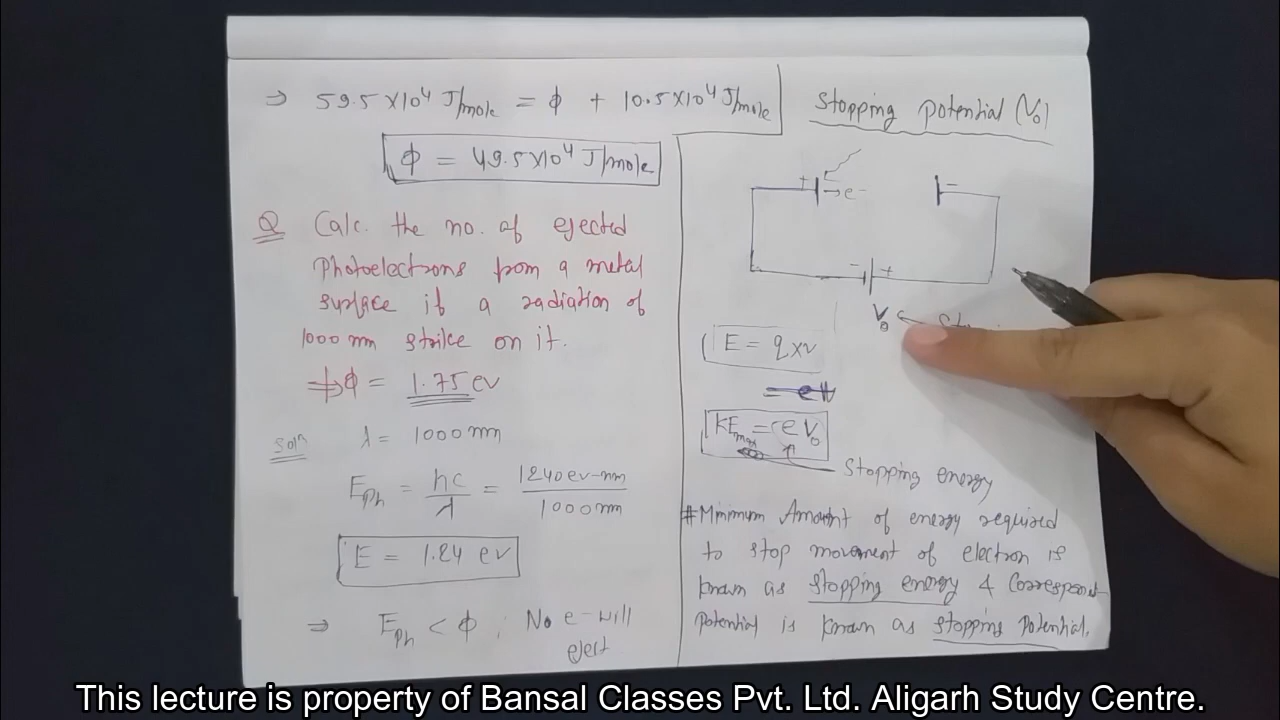 ⇒ 59.5×10⁴ J/mole = ϕ + 10.5×10⁴ J/mole
ϕ = 49.5×10⁴ J/mole
Q Calc. the no. of ejected
Photoelectrons from a metal
surface if a radiation of
1000 nm strike on it.
ϕ = 1.75 ev
Solⁿ λ = 1000 nm
E_Ph = hc/λ = 1240 ev-nm/1000 nm
E = 1.24 ev
⇒ E_Ph < ϕ ; No e- will
eject
Stopping potential (V₀)
+ → e- -
- +
V₀
E = q×v
KE_max = eV₀
Stopping energy
# Minimum Amount of energy required
to stop movement of electron is
known as stopping energy & Correspond
Potential is known as stopping Potential.
This lecture is property of Bansal Classes Pvt. Ltd. Aligarh Study Centre.